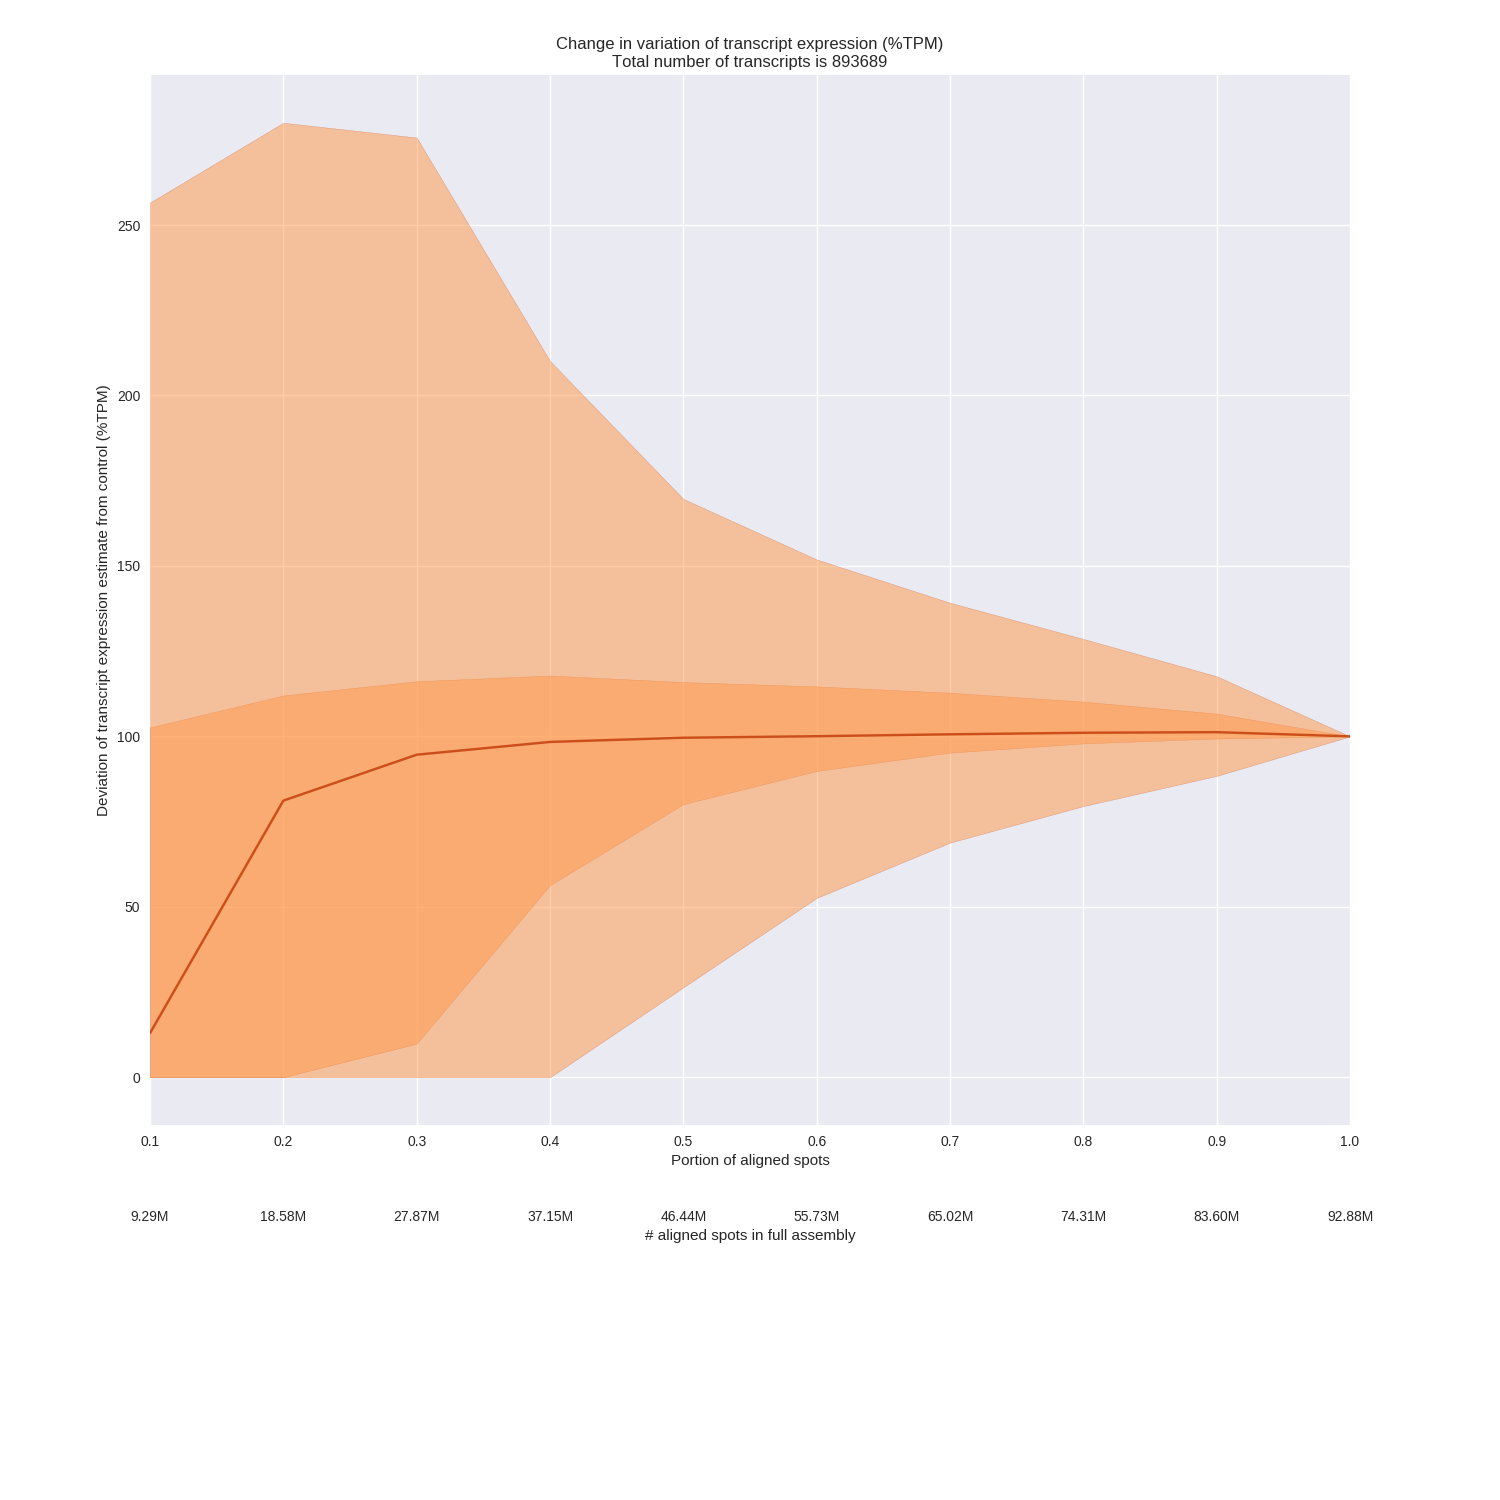 Change in variation of transcript expression (%TPM)
Total number of transcripts is 893689
Deviation of transcript expression estimate from control (%TPM)
250
200
150
100
50
0
0.1 0.2 0.3 0.4 0.5 0.6 0.7 0.8 0.9 1.0
Portion of aligned spots
9.29M 18.58M 27.87M 37.15M 46.44M 55.73M 65.02M 74.31M 83.60M 92.88M
# aligned spots in full assembly